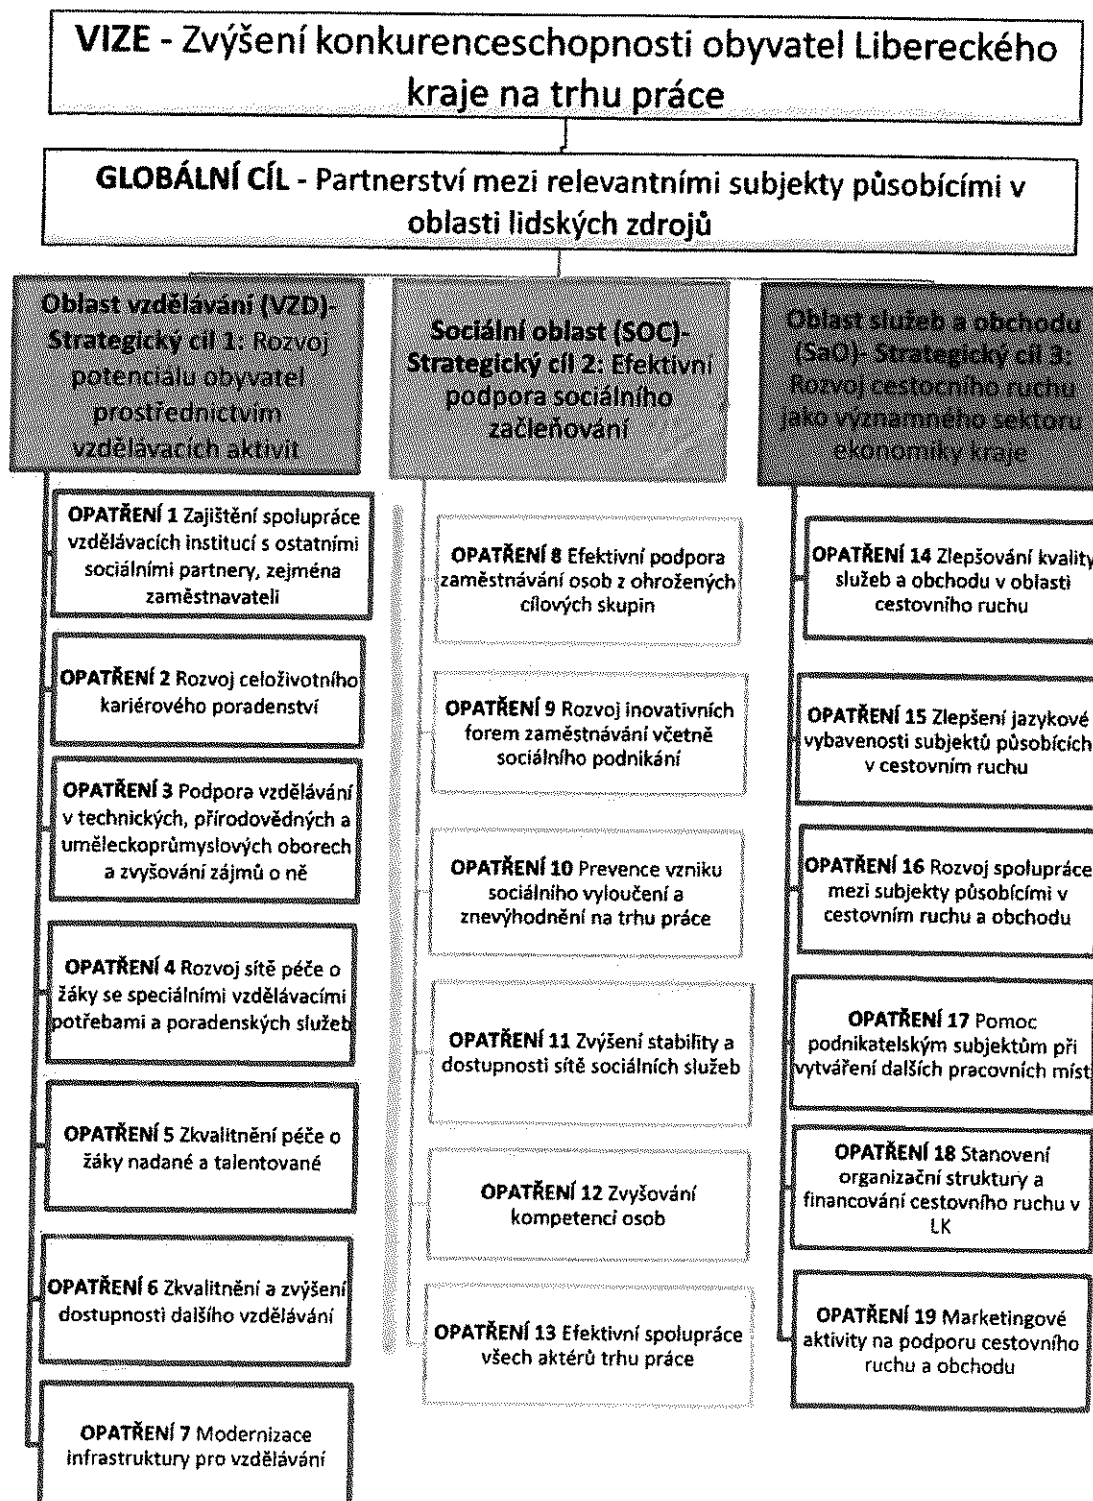 VIZE - Zvýšení konkurenceschopnosti obyvatel Libereckého
kraje na trhu práce
GLOBÁLNÍ CÍL - Partnerství mezi relevantními subjekty působícími v
oblasti lidských zdrojů
Oblast vzdělávání (VZD)-
Strategický cíl 1: Rozvoj
potenciálu obyvatel
prostřednictvím
vzdělávacích aktivit
OPATŘENÍ 1 Zajištění spolupráce
vzdělávacích institucí s ostatními
sociálními partnery, zejména
zaměstnavateli
OPATŘENÍ 2 Rozvoj celoživotního
kariérového poradenství
OPATŘENÍ 3 Podpora vzdělávání
v technických, přírodovědných a
uměleckoprůmyslových oborech
a zvyšování zájmů o ně
OPATŘENÍ 4 Rozvoj sítě péče o
žáky se speciálními vzdělávacími
potřebami a poradenských služeb
OPATŘENÍ 5 Zkvalitnění péče o
žáky nadané a talentované
OPATŘENÍ 6 Zkvalitnění a zvýšení
dostupnosti dalšího vzdělávání
OPATŘENÍ 7 Modernizace
infrastruktury pro vzdělávání
Sociální oblast (SOC)-
Strategický cíl 2: Efektivní
podpora sociálního
začleňování
OPATŘENÍ 8 Efektivní podpora
zaměstnávání osob z ohrožených
cílových skupin
OPATŘENÍ 9 Rozvoj inovativních
forem zaměstnávání včetně
sociálního podnikání
OPATŘENÍ 10 Prevence vzniku
sociálního vyloučení a
znevýhodnění na trhu práce
OPATŘENÍ 11 Zvýšení stability a
dostupnosti sítě sociálních služeb
OPATŘENÍ 12 Zvyšování
kompetencí osob
OPATŘENÍ 13 Efektivní spolupráce
všech aktérů trhu práce
Oblast služeb a obchodu
(SaO)- Strategický cíl 3:
Rozvoj cestocního ruchu
jako významného sektoru
ekonomiky kraje
OPATŘENÍ 14 Zlepšování kvality
služeb a obchodu v oblasti
cestovního ruchu
OPATŘENÍ 15 Zlepšení jazykové
vybavenosti subjektů působících
v cestovním ruchu
OPATŘENÍ 16 Rozvoj spolupráce
mezi subjekty působícími v
cestovním ruchu a obchodu
OPATŘENÍ 17 Pomoc
podnikatelským subjektům při
vytváření dalších pracovních míst
OPATŘENÍ 18 Stanovení
organizační struktury a
financování cestovního ruchu v
LK
OPATŘENÍ 19 Marketingové
aktivity na podporu cestovního
ruchu a obchodu